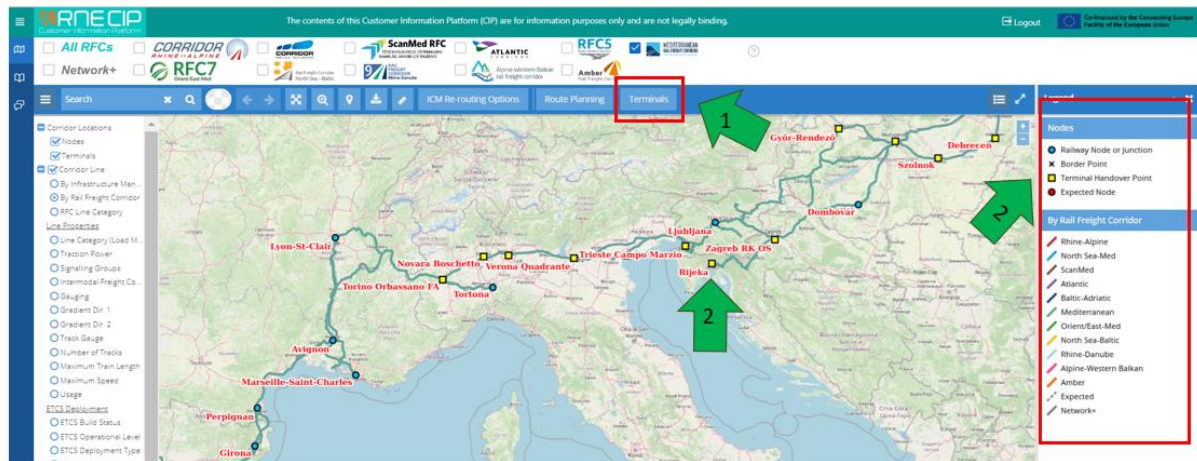 RNE CIP
Customer Information Platform
The contents of this Customer Information Platform (CIP) are for information purposes only and are not legally binding.
Logout
Co-financed by the Connecting Europe
Facility of the European Union
All RFCs
CORRIDOR
RHINE-ALPINE
CORRIDOR
ScanMed RFC
ATLANTIC
CORRIDOR
RFC5
MEDITERRANEAN
Network+
RFC7
Orient/East-Med
Rail Freight Corridor
North Sea - Baltic
9
RAIL
FREIGHT
CORRIDOR
Rhine-Danube
Alpine-Western Balkan
rail freight corridor
Amber
Search
ICM Re-routing Options
Route Planning
Terminals
1
Legend
Corridor Locations
Nodes
Terminals
Corridor Line
By Infrastructure Man...
By Rail Freight Corridor
RFC Line Category
Line Properties
Line Category (Load M...
Traction Power
Signalling Groups
Intermodal Freight Co...
Gauging
Gradient Dir. 1
Gradient Dir. 2
Track Gauge
Number of Tracks
Maximum Train Length
Maximum Speed
Usage
ETCS Deployment
ETCS Build Status
ETCS Operational Level
ETCS Deployment Type
Győr-Rendező
Debrecen
Szolnok
Dombóvár
Ljubljana
Zagreb RK OS
Lyon-St-Clair
Novara Boschetto
Verona Quadrante
Trieste Campo Marzio
Rijeka
Torino Orbassano FA
Tortona
Avignon
Marseille-Saint-Charles
Perpignan
Girona
2
2
Nodes
Railway Node or Junction
Border Point
Terminal Handover Point
Expected Node
By Rail Freight Corridor
Rhine-Alpine
North Sea-Med
ScanMed
Atlantic
Baltic-Adriatic
Mediterranean
Orient/East-Med
North Sea-Baltic
Rhine-Danube
Alpine-Western Balkan
Amber
Expected
Network+